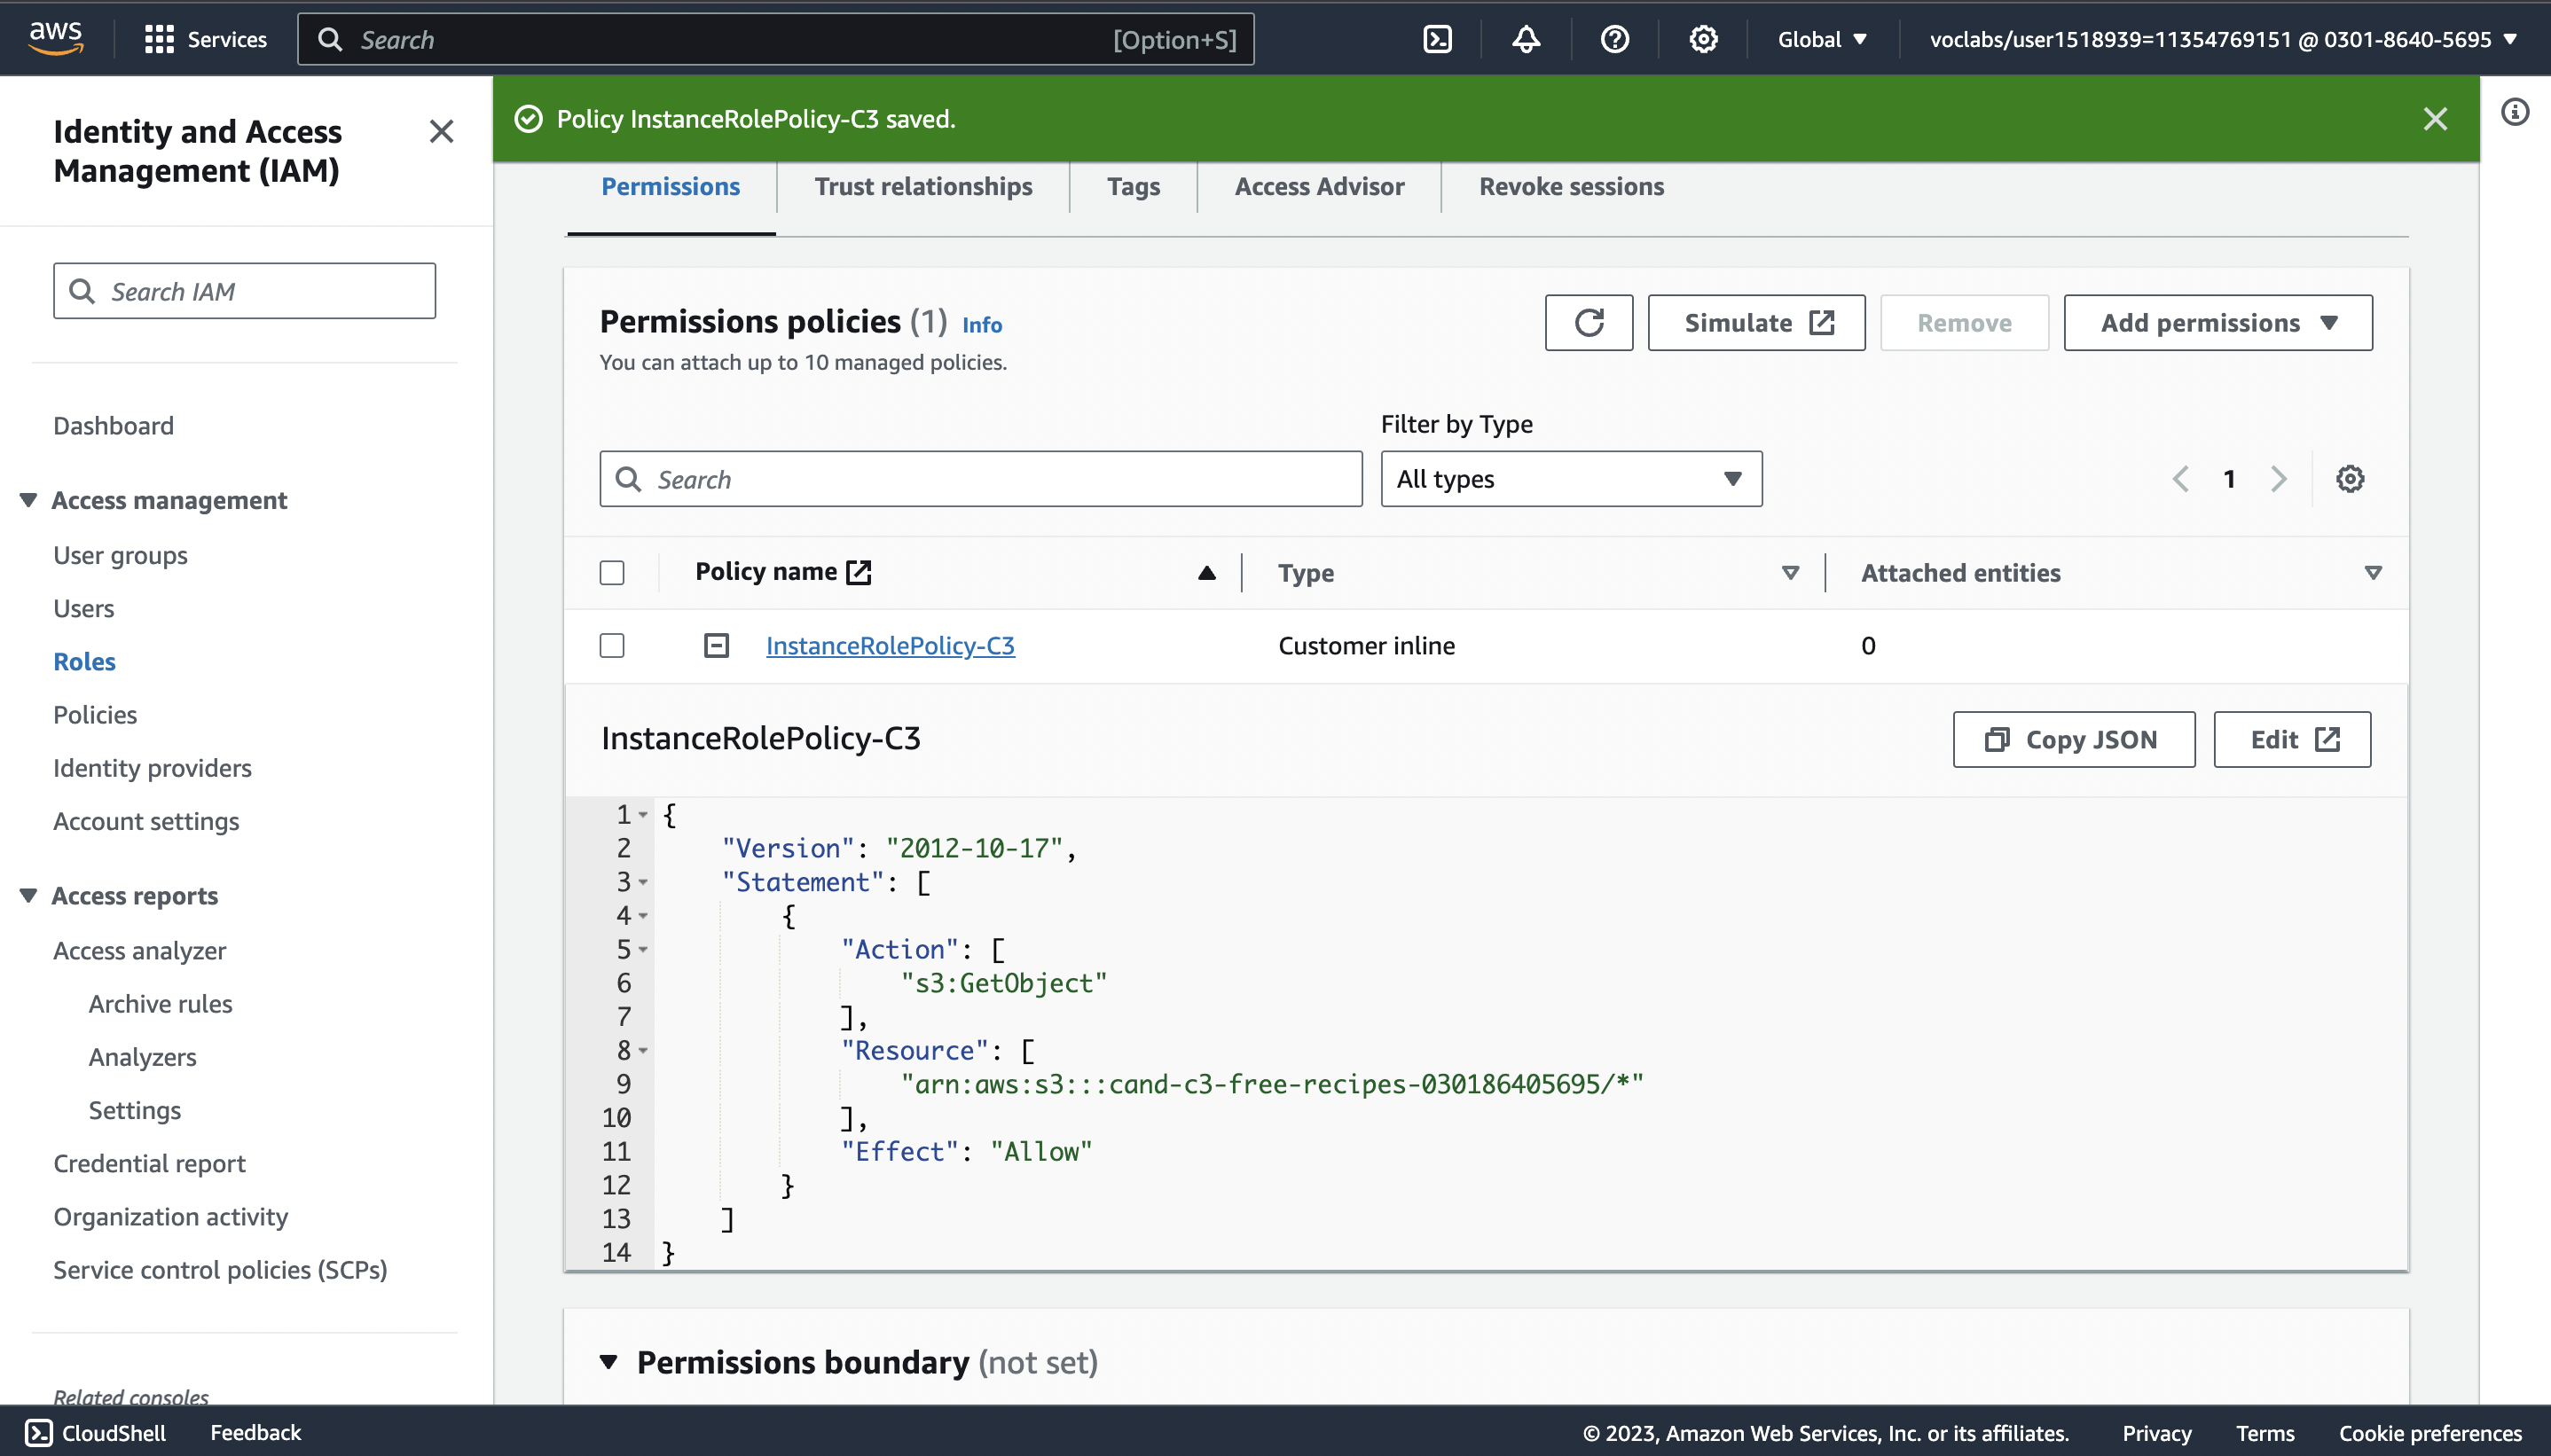 aws
Services
Search
[Option+S]
Global
voclabs/user1518939=11354769151 @ 0301-8640-5695
Identity and Access
Management (IAM)
Search IAM
Dashboard
Access management
User groups
Users
Roles
Policies
Identity providers
Account settings
Access reports
Access analyzer
Archive rules
Analyzers
Settings
Credential report
Organization activity
Service control policies (SCPs)
Related consoles
Policy InstanceRolePolicy-C3 saved.
Permissions
Trust relationships
Tags
Access Advisor
Revoke sessions
Permissions policies (1) Info
You can attach up to 10 managed policies.
Simulate
Remove
Add permissions
Filter by Type
Search
All types
1
Policy name
Type
Attached entities
InstanceRolePolicy-C3
Customer inline
0
InstanceRolePolicy-C3
Copy JSON
Edit
1 {
2 "Version": "2012-10-17",
3 "Statement": [
4 {
5 "Action": [
6 "s3:GetObject"
7 ],
8 "Resource": [
9 "arn:aws:s3:::cand-c3-free-recipes-030186405695/*"
10 ],
11 "Effect": "Allow"
12 }
13 ]
14 }
Permissions boundary (not set)
CloudShell
Feedback
© 2023, Amazon Web Services, Inc. or its affiliates.
Privacy
Terms
Cookie preferences